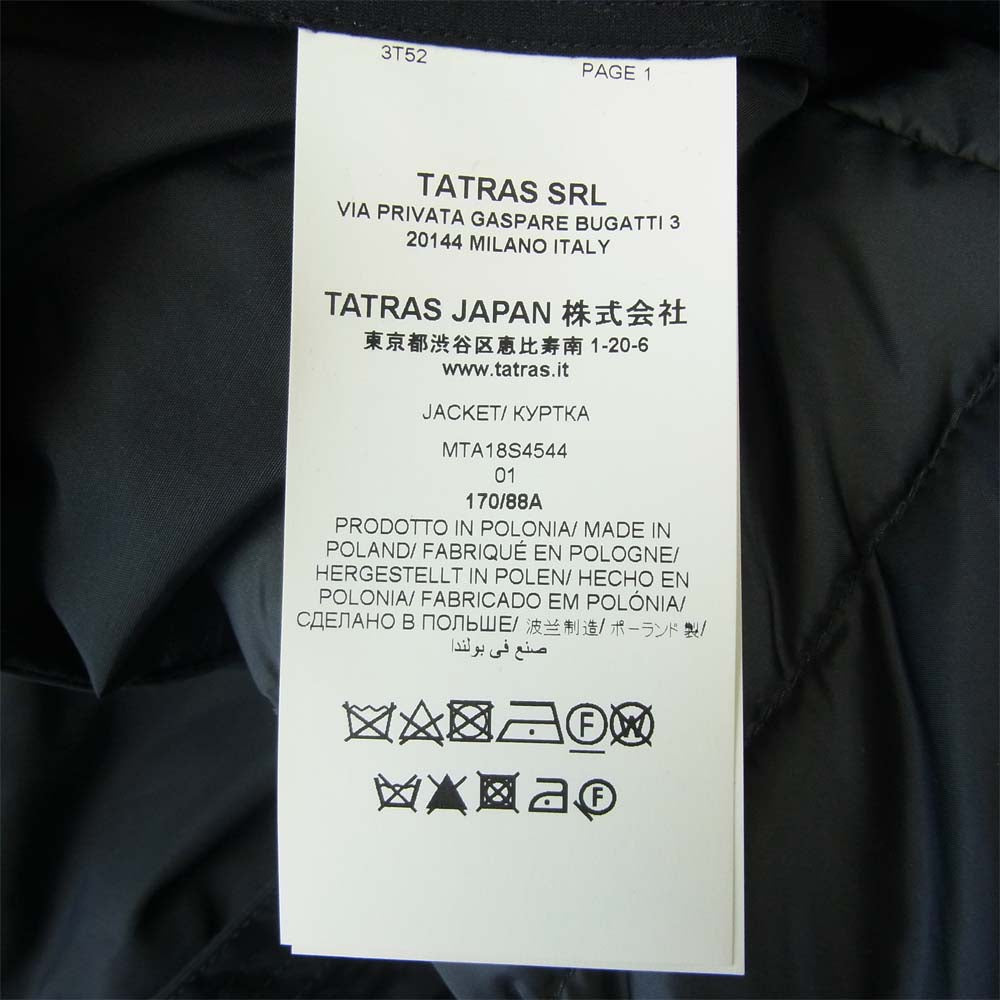 3T52
PAGE 1
TATRAS SRL
VIA PRIVATA GASPARE BUGATTI 3
20144 MILANO ITALY
TATRAS JAPAN 株式会社
東京都渋谷区恵比寿南 1-20-6
www.tatras.it
JACKET/ КУРТКА
MTA18S4544
01
170/88A
PRODOTTO IN POLONIA/ MADE IN
POLAND/ FABRIQUÉ EN POLOGNE/
HERGESTELLT IN POLEN/ HECHO EN
POLONIA/ FABRICADO EM POLÓNIA/
СДЕЛАНО В ПОЛЬШЕ/ 波兰制造/ ポーランド製/
صنع في بولندا
F W
F